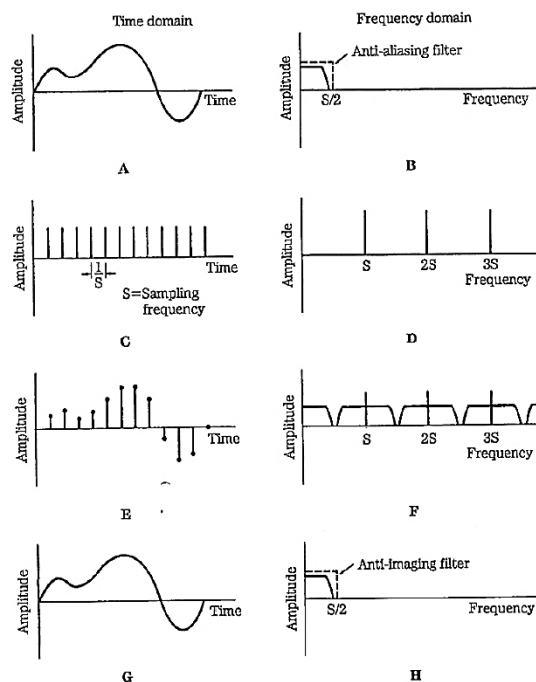 Time domain
Frequency domain
Amplitude
Time
A
Amplitude
Anti-aliasing filter
S/2
Frequency
B
Amplitude
Time
1
S
S=Sampling
frequency
C
Amplitude
S
2S
3S
Frequency
D
Amplitude
Time
E
Amplitude
S
2S
3S
Frequency
F
Amplitude
Time
G
Amplitude
Anti-imaging filter
S/2
Frequency
H